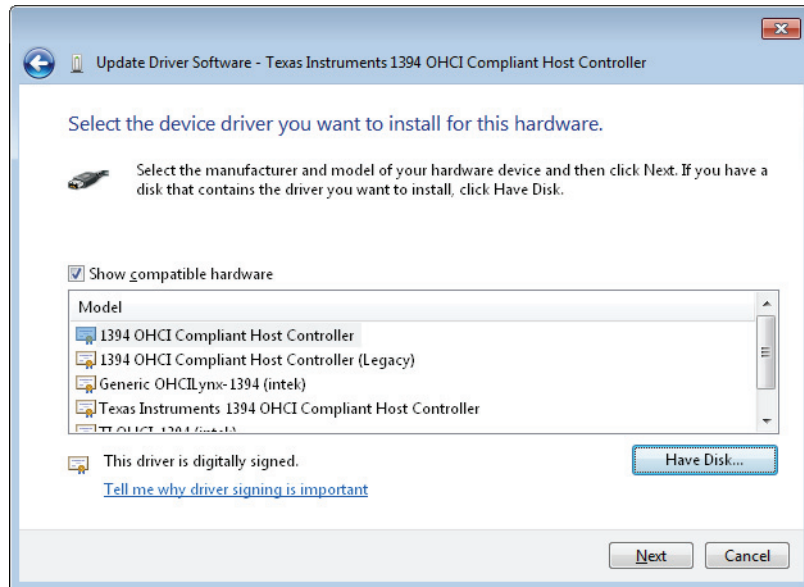 Update Driver Software - Texas Instruments 1394 OHCI Compliant Host Controller
Select the device driver you want to install for this hardware.
Select the manufacturer and model of your hardware device and then click Next. If you have a
disk that contains the driver you want to install, click Have Disk.
Show compatible hardware
Model
1394 OHCI Compliant Host Controller
1394 OHCI Compliant Host Controller (Legacy)
Generic OHCILynx-1394 (intek)
Texas Instruments 1394 OHCI Compliant Host Controller
This driver is digitally signed.
Have Disk...
Tell me why driver signing is important
Next
Cancel